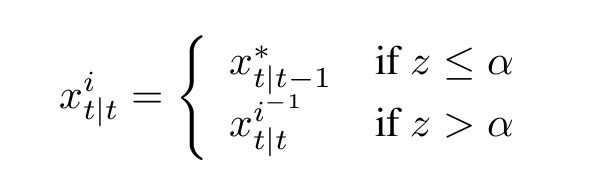 x^i_{t|t} = { x^*_{t|t−1} if z ≤ α
x^{i^{−1}}_{t|t} if z > α